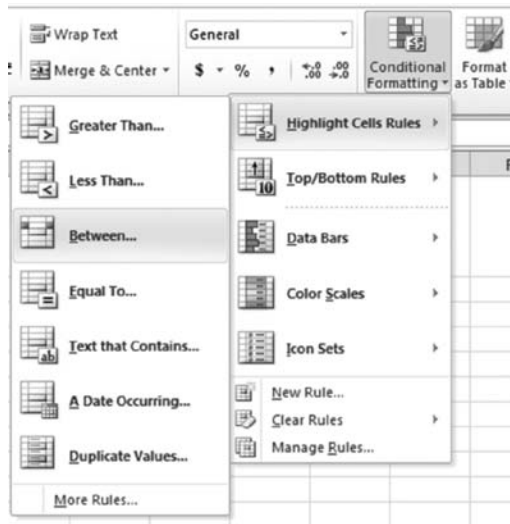 Wrap Text
General
Merge & Center
$ % , .00 .00
Conditional
Formatting
Format
as Table
Greater Than...
Less Than...
Between...
Equal To...
Text that Contains...
A Date Occurring...
Duplicate Values...
More Rules...
Highlight Cells Rules
Top/Bottom Rules
Data Bars
Color Scales
Icon Sets
New Rule...
Clear Rules
Manage Rules...